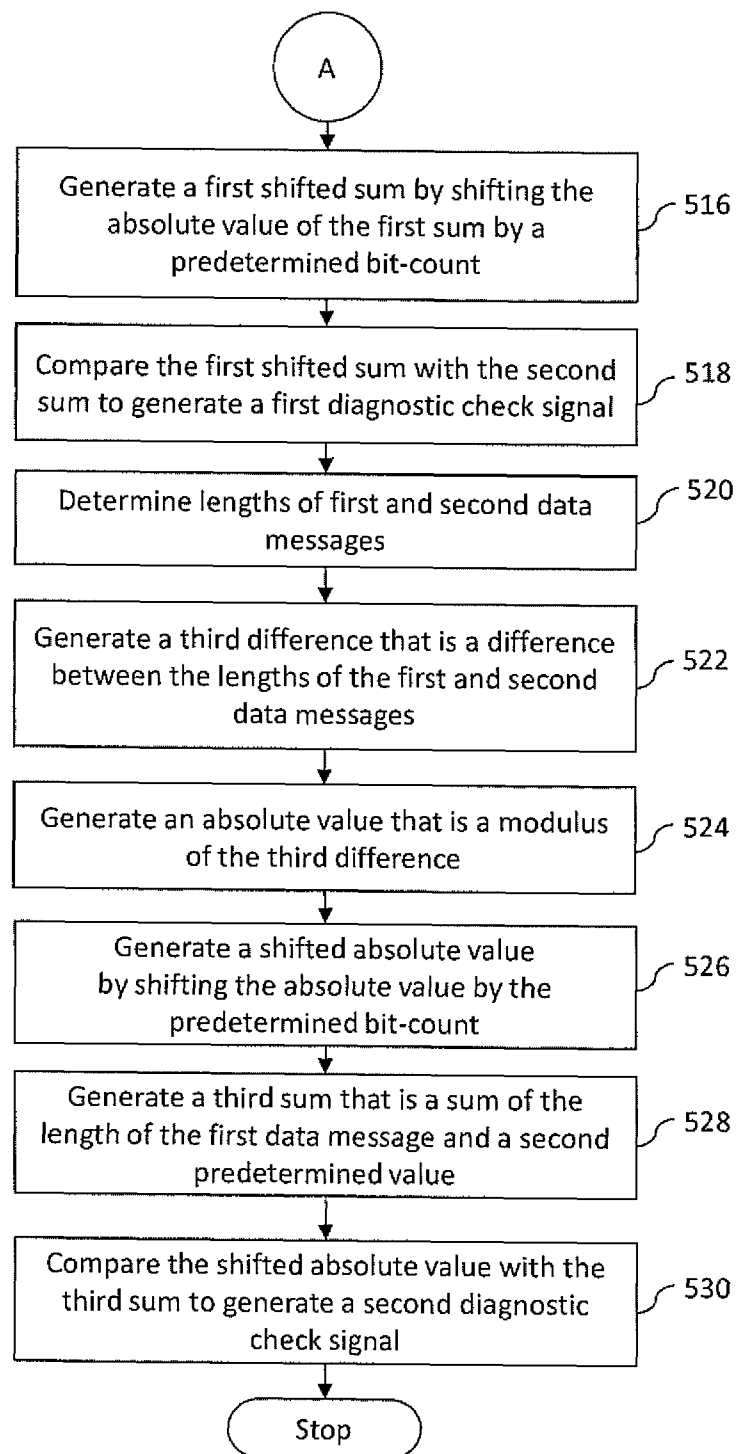 A
Generate a first shifted sum by shifting the
absolute value of the first sum by a
predetermined bit-count
516
Compare the first shifted sum with the second
sum to generate a first diagnostic check signal
518
Determine lengths of first and second data
messages
520
Generate a third difference that is a difference
between the lengths of the first and second
data messages
522
Generate an absolute value that is a modulus
of the third difference
524
Generate a shifted absolute value
by shifting the absolute value by the
predetermined bit-count
526
Generate a third sum that is a sum of the
length of the first data message and a second
predetermined value
528
Compare the shifted absolute value with the
third sum to generate a second diagnostic
check signal
530
Stop